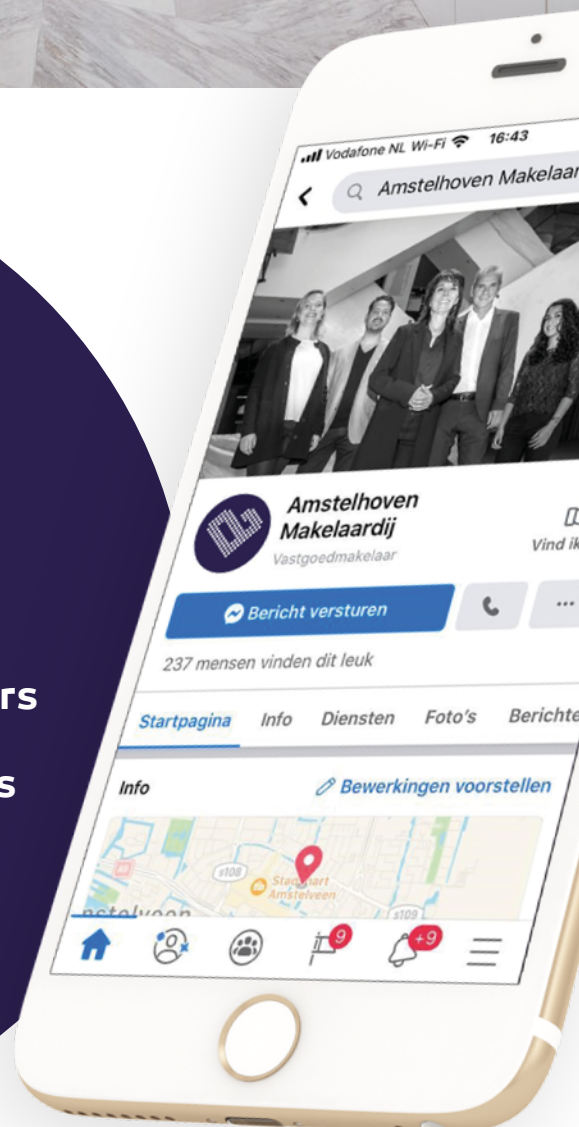 Vodafone NL Wi-Fi 16:43
Amstelhoven Makelaar
Amstelhoven
Makelaardij
Vastgoedmakelaar
Vind ik
Bericht versturen
237 mensen vinden dit leuk
rs
s
Startpagina Info Diensten Foto's Berichte
Info Bewerkingen voorstellen
s108
Stadshart
Amstelveen
s109
9
+9